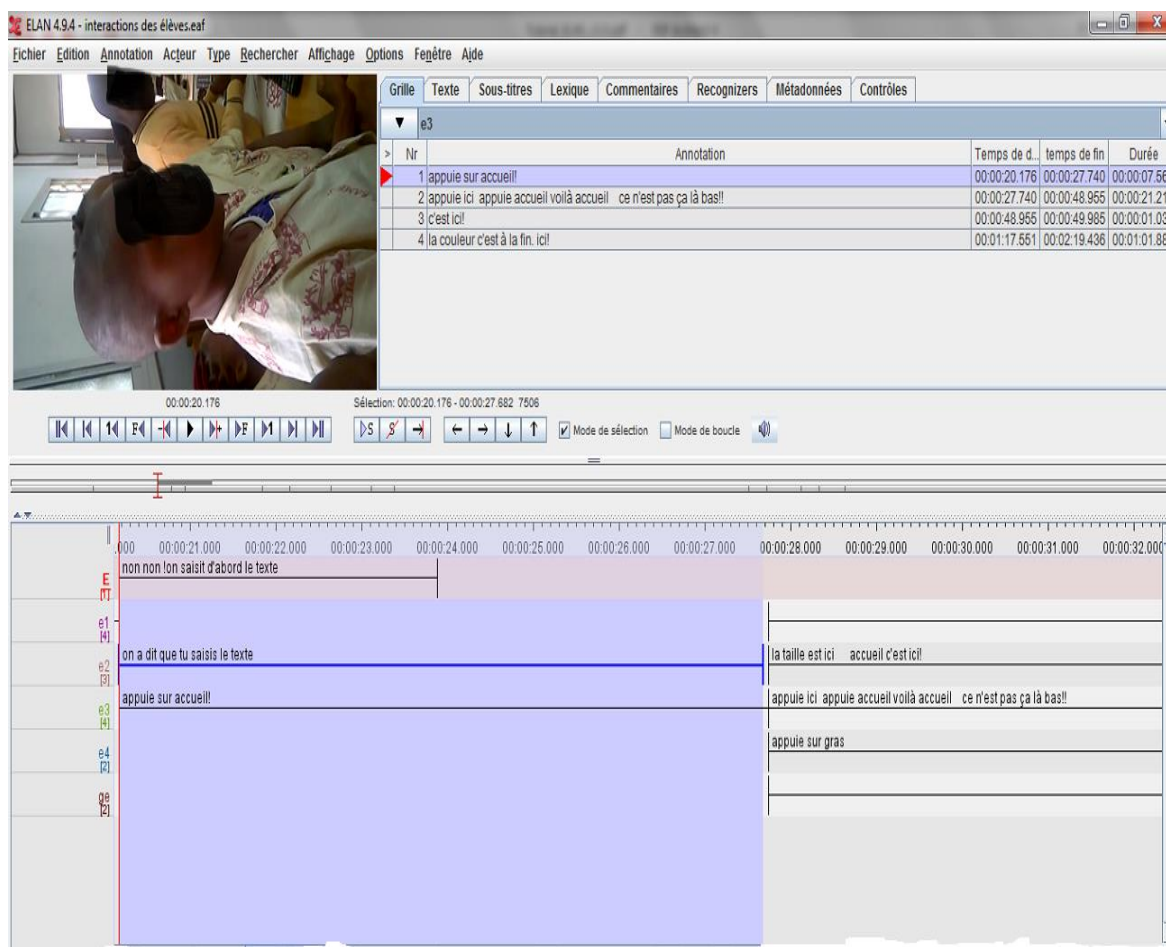 ELAN 4.9.4 - interactions des élèves.eaf
Fichier Edition Annotation Acteur Type Rechercher Affichage Options Fenêtre Aide
Grille Texte Sous-titres Lexique Commentaires Recognizers Métadonnées Contrôles
e3
> Nr Annotation Temps de d... temps de fin Durée
1 appuie sur accueil! 00:00:20.176 00:00:27.740 00:00:07.56
2 appuie ici appuie accueil voilà accueil ce n'est pas ça là bas!! 00:00:27.740 00:00:48.955 00:00:21.21
3 c'est ici! 00:00:48.955 00:00:49.985 00:00:01.03
4 la couleur c'est à la fin. ici! 00:01:17.551 00:02:19.436 00:01:01.88
00:00:20.176
Sélection: 00:00:20.176 - 00:00:27.682 7506
Mode de sélection Mode de boucle
.000 00:00:21.000 00:00:22.000 00:00:23.000 00:00:24.000 00:00:25.000 00:00:26.000 00:00:27.000 00:00:28.000 00:00:29.000 00:00:30.000 00:00:31.000 00:00:32.000
E [1] non non !on saisit d'abord le texte
e1 [4]
e2 [3] on a dit que tu saisis le texte la taille est ici accueil c'est ici!
e3 [4] appuie sur accueil! appuie ici appuie accueil voilà accueil ce n'est pas ça là bas!!
e4 [2] appuie sur gras
ge [2]